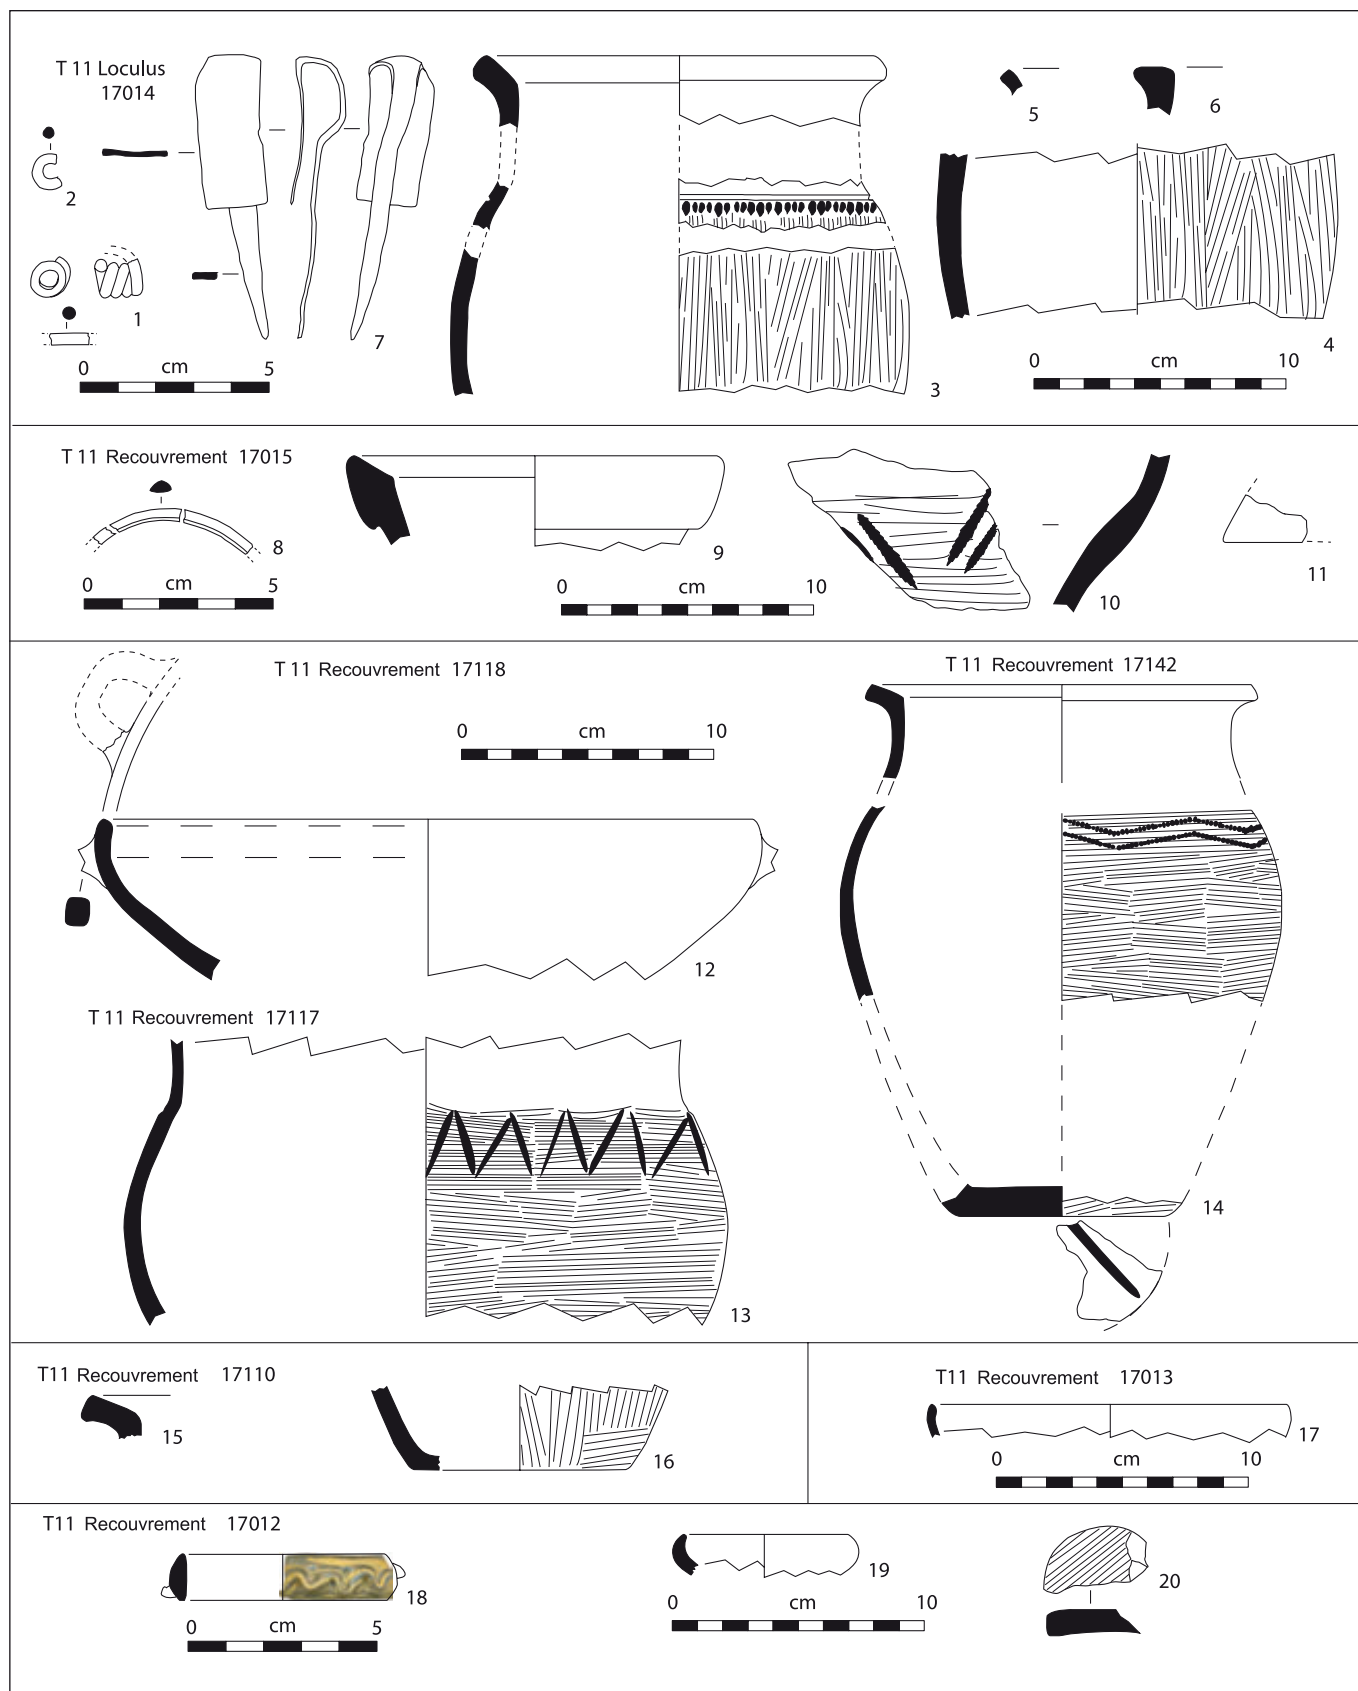 T 11 Loculus
17014
5
6
2
1
7
3
4
0 cm 5
0 cm 10
T 11 Recouvrement 17015
8
9
10
11
0 cm 5
0 cm 10
T 11 Recouvrement 17118
T 11 Recouvrement 17142
0 cm 10
12
T 11 Recouvrement 17117
14
13
T11 Recouvrement 17110
15
16
T11 Recouvrement 17013
17
0 cm 10
T11 Recouvrement 17012
18
19
20
0 cm 5
0 cm 10